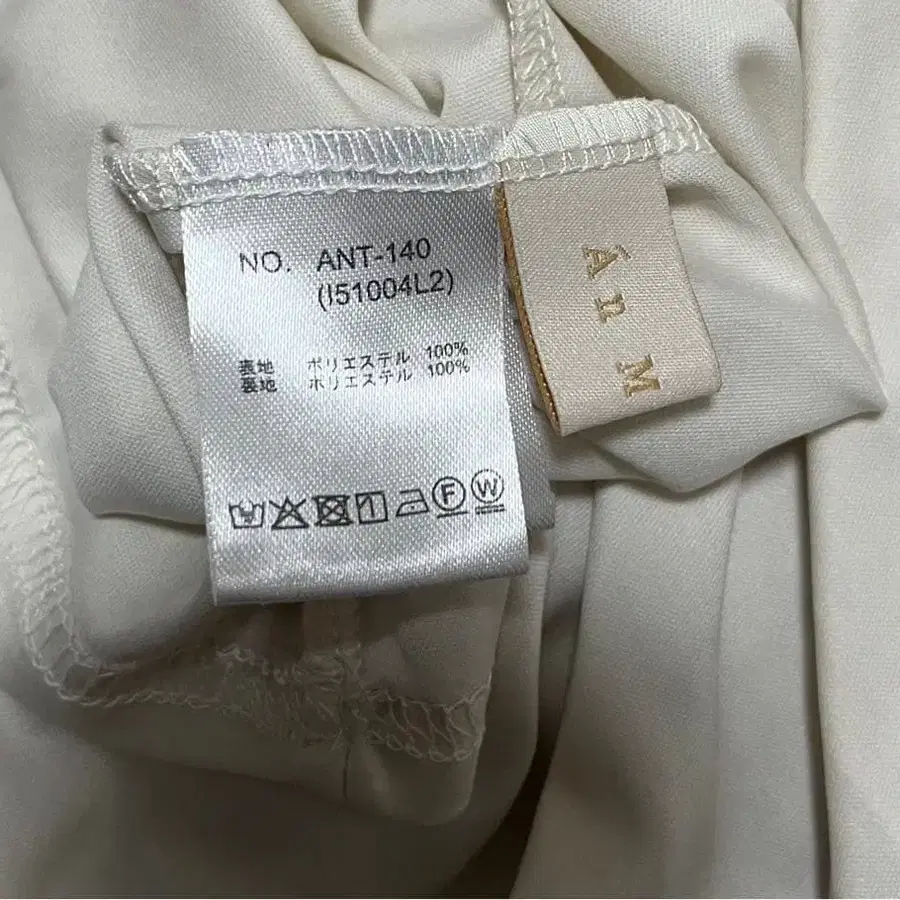 NO. ANT-140
(I51004L2)
表地 ポリエステル 100%
裏地 ポリエステル 100%
F W
Án M